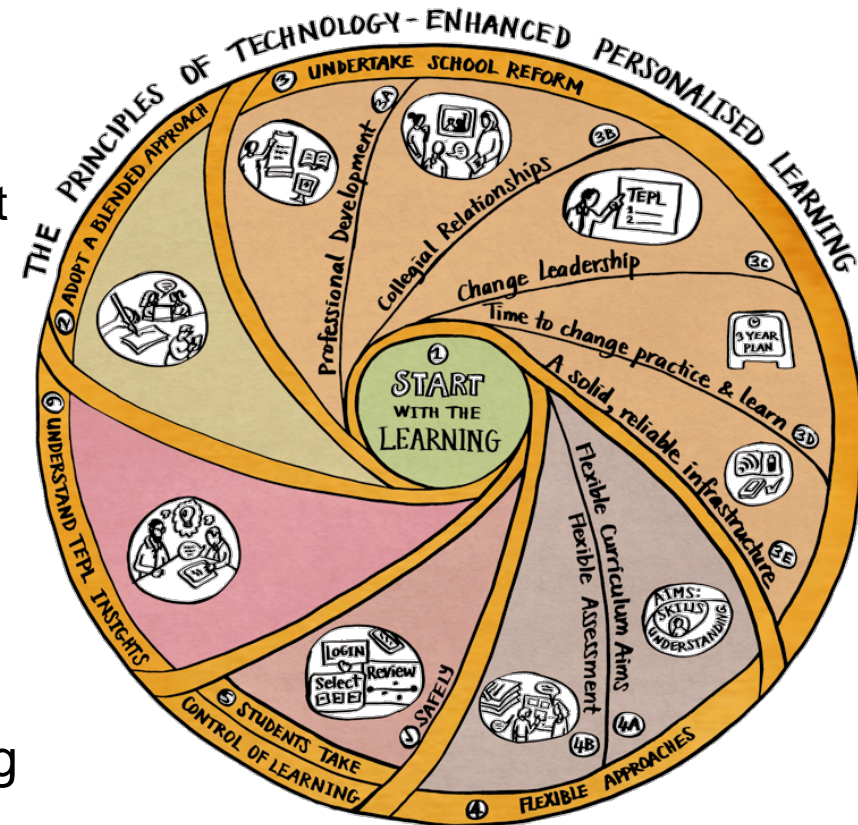 THE PRINCIPLES OF TECHNOLOGY-ENHANCED PERSONALISED LEARNING
1 START
WITH THE
LEARNING
2 ADOPT A BLENDED APPROACH
3 UNDERTAKE SCHOOL REFORM
3A
Professional Development
3B
Collegial Relationships
TEPL
1
2
3C
Change Leadership
3 YEAR
PLAN
Time to change practice & learn 3D
A solid, reliable infrastructure 3E
4 FLEXIBLE APPROACHES
Flexible Curriculum Aims 4A
Flexible Assessment 4B
AIMS:
SKILLS
UNDERSTANDING
5 STUDENTS TAKE
CONTROL OF LEARNING
SAFELY
LOGIN
Select
Review
6 UNDERSTAND TEPL INSIGHTS
t
g